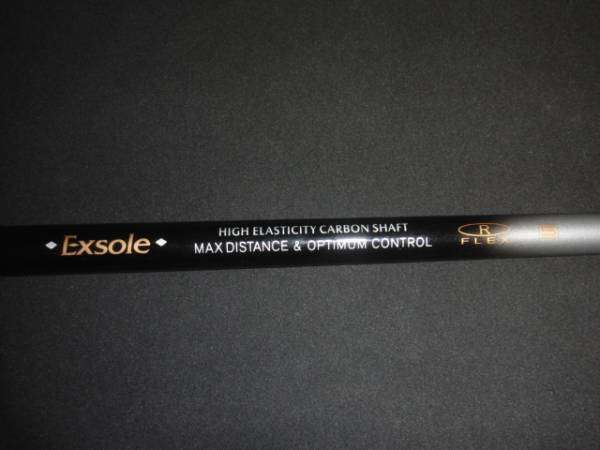 Exsole
HIGH ELASTICITY CARBON SHAFT
MAX DISTANCE & OPTIMUM CONTROL
R
FLEX